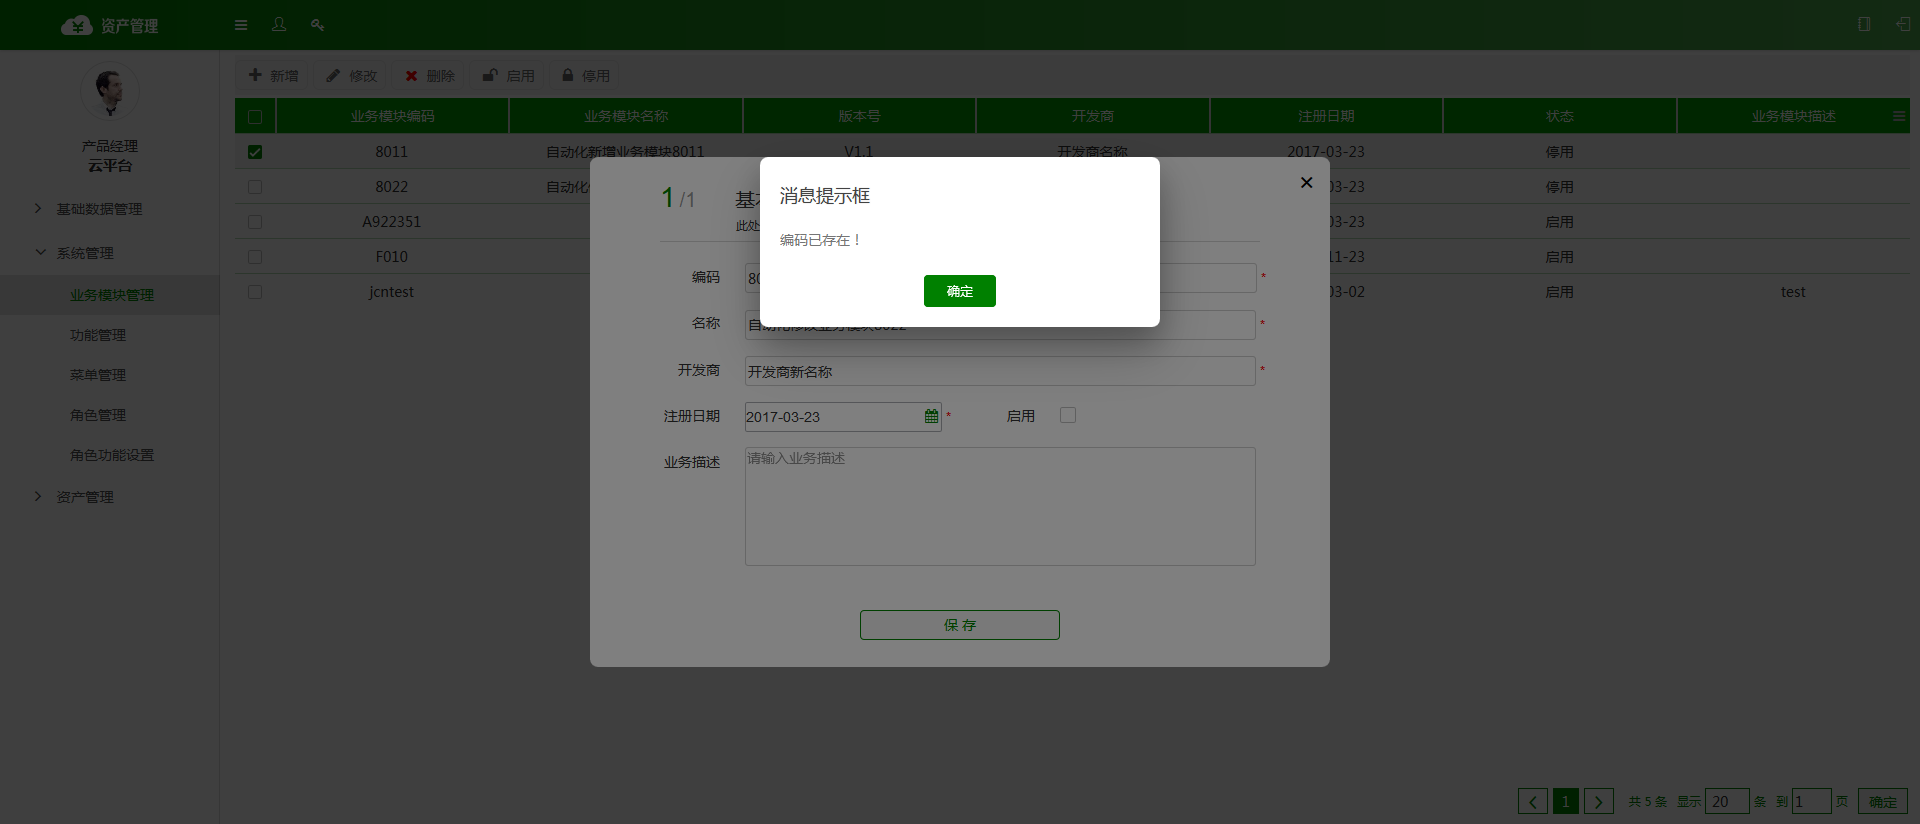 资产管理
产品经理
云平台
基础数据管理
系统管理
业务模块管理
功能管理
菜单管理
角色管理
角色功能设置
资产管理
新增 修改 删除 启用 停用
业务模块编码 业务模块名称 版本号 开发商 注册日期 状态 业务模块描述
8011 自动化新增业务模块8011 V1.1 开发商名称 2017-03-23 停用
8022 自动化 03-23 停用
A922351 03-23 启用
F010 11-23 启用
jcntest 03-02 启用 test
1 /1
此处
消息提示框
编码已存在！
确定
编码 *
名称 *
开发商 开发商新名称 *
注册日期 2017-03-23 * 启用
业务描述 请输入业务描述
保 存
1 共 5 条 显示 20 条 到 1 页 确定